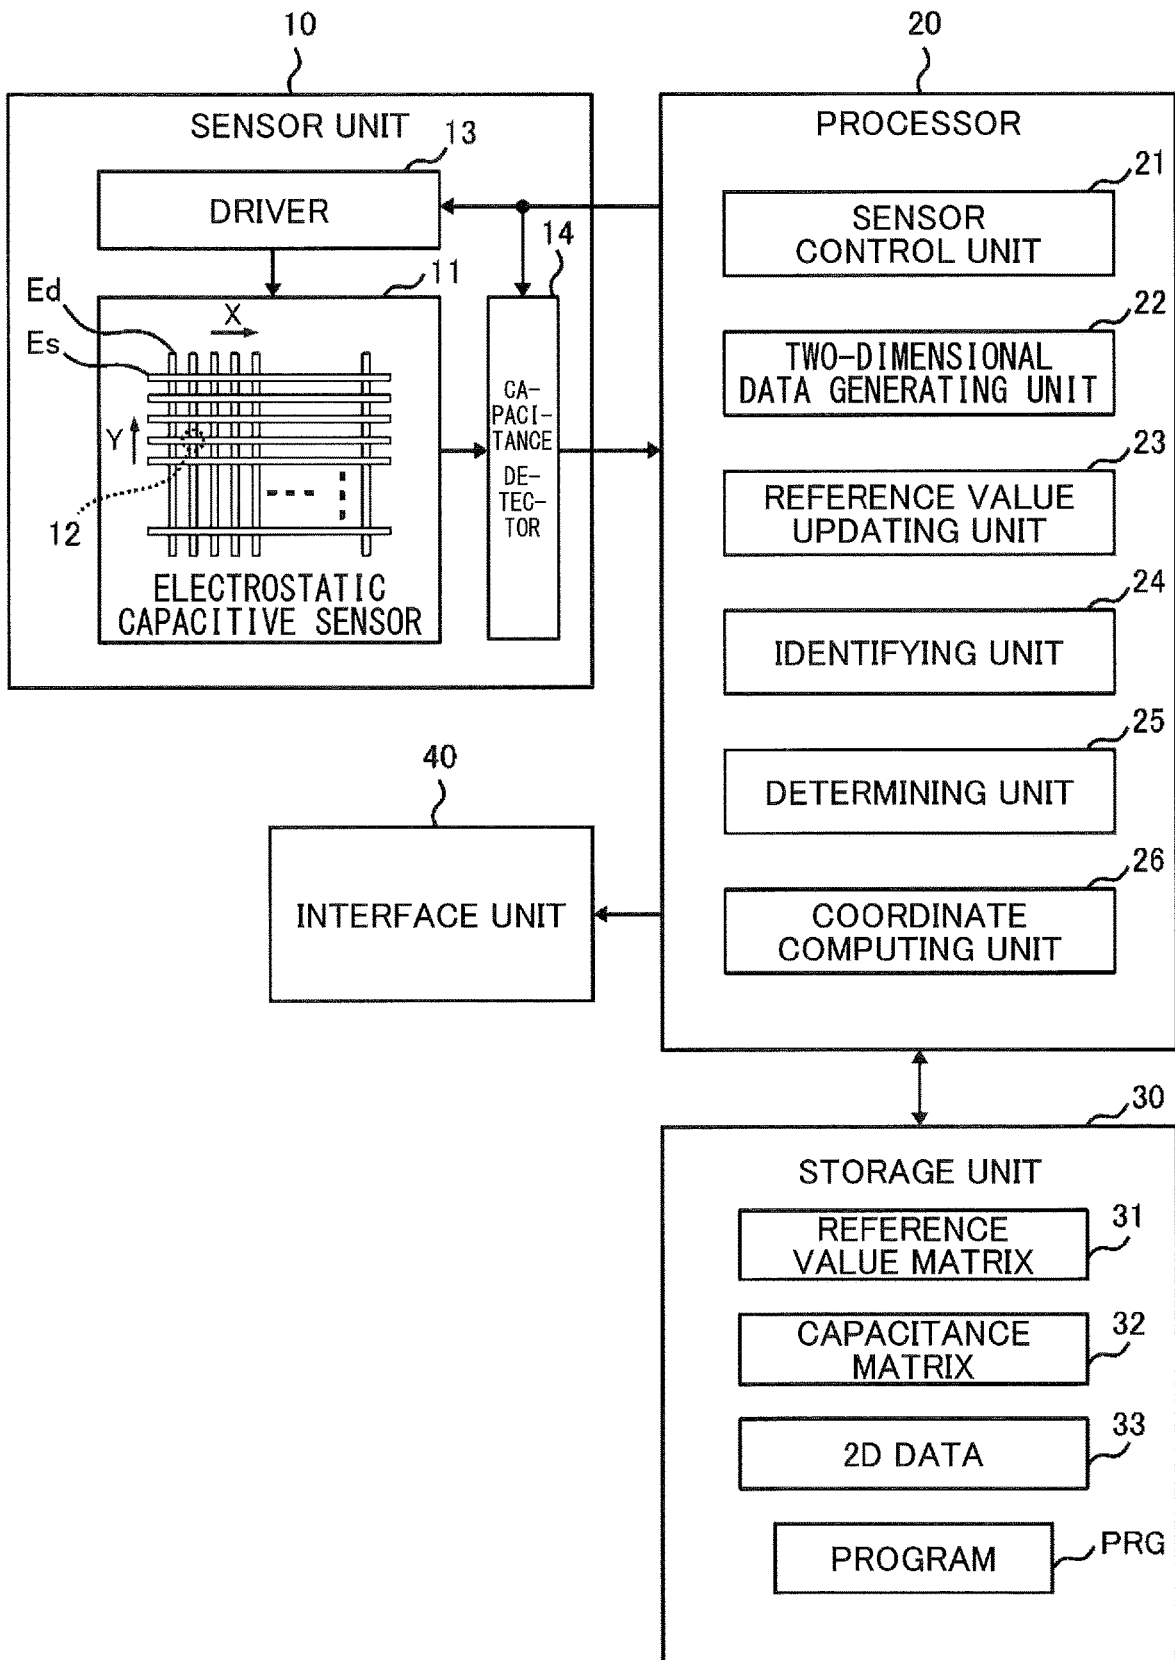 10
20
SENSOR UNIT
PROCESSOR
13
DRIVER
21
SENSOR
CONTROL UNIT
14
11
Ed
X
Es
Y
12
ELECTROSTATIC
CAPACITIVE SENSOR
CA-
PACI-
TANCE
DE-
TEC-
TOR
22
TWO-DIMENSIONAL
DATA GENERATING UNIT
23
REFERENCE VALUE
UPDATING UNIT
24
IDENTIFYING UNIT
25
DETERMINING UNIT
40
INTERFACE UNIT
26
COORDINATE
COMPUTING UNIT
30
STORAGE UNIT
31
REFERENCE
VALUE MATRIX
32
CAPACITANCE
MATRIX
33
2D DATA
PROGRAM
PRG